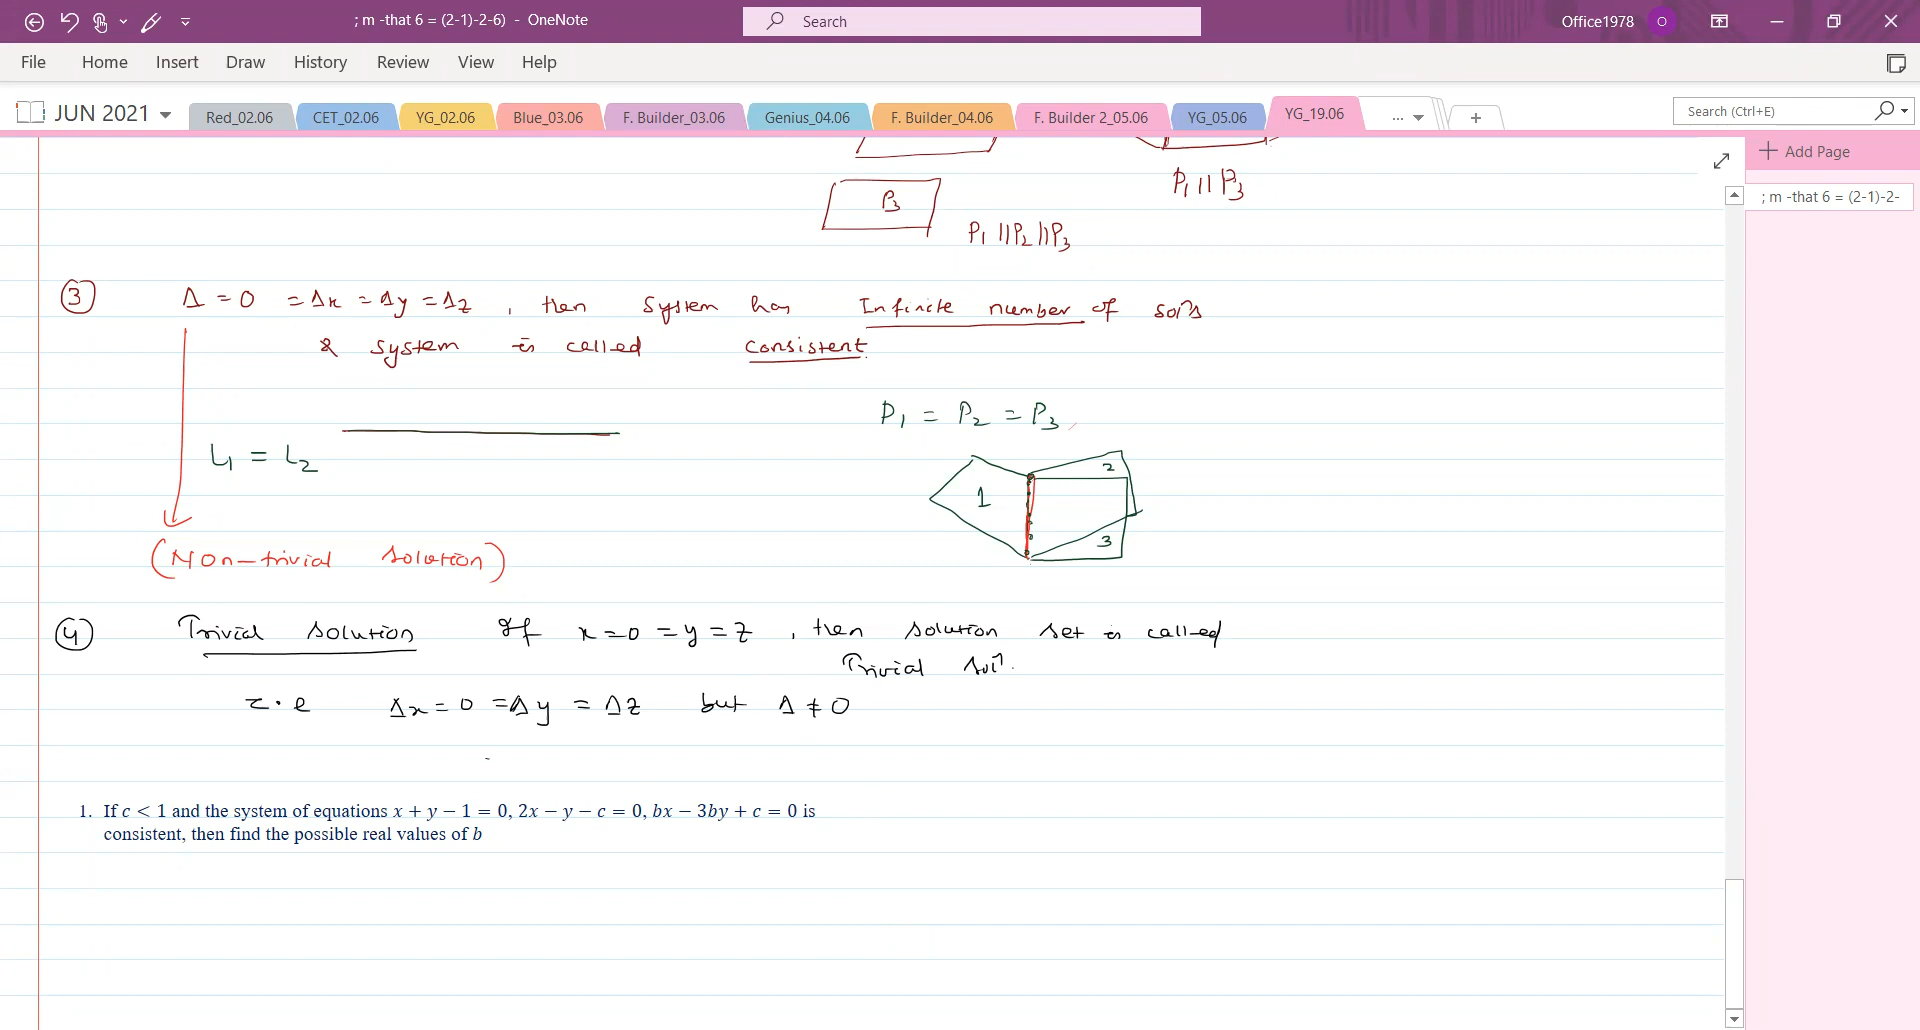 ; m -that 6 = (2-1)-2-6) - OneNote
Search
Office1978
O
File Home Insert Draw History Review View Help
JUN 2021
Red_02.06 CET_02.06 YG_02.06 Blue_03.06 F. Builder_03.06 Genius_04.06 F. Builder_04.06 F. Builder 2_05.06 YG_05.06 YG_19.06 ... +
Search (Ctrl+E)
Add Page
; m -that 6 = (2-1)-2-
P₁ || P₃
P₃
P₁ || P₂ || P₃
③ Δ = 0 = Δx = Δy = Δz , then system has Infinite number of solⁿs
& system is called consistent
P₁ = P₂ = P₃
L₁ = L₂
2
1
3
(Non-trivial solution)
④ Trivial solution If x = 0 = y = z , then solution set is called
Trivial solⁿ.
i.e Δx = 0 = Δy = Δz but Δ ≠ 0
1. If c < 1 and the system of equations x + y − 1 = 0, 2x − y − c = 0, bx − 3by + c = 0 is
consistent, then find the possible real values of b